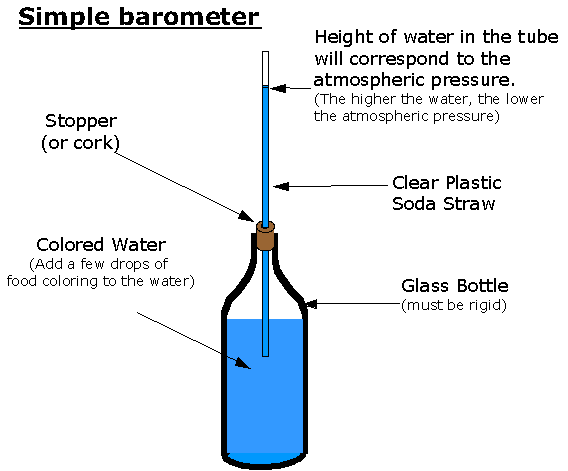 Simple barometer
Height of water in the tube
will correspond to the
atmospheric pressure.
(The higher the water, the lower
the atmospheric pressure)
Stopper
(or cork)
Clear Plastic
Soda Straw
Colored Water
(Add a few drops of
food coloring to the water)
Glass Bottle
(must be rigid)